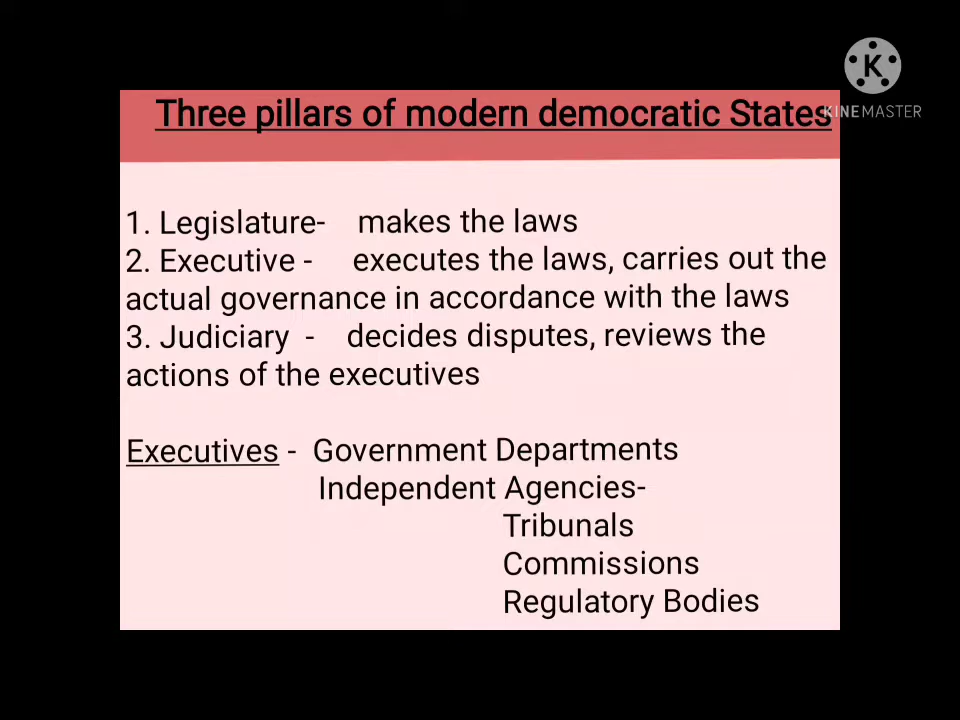 K
KINEMASTER
Three pillars of modern democratic States
1. Legislature- makes the laws
2. Executive - executes the laws, carries out the
actual governance in accordance with the laws
3. Judiciary - decides disputes, reviews the
actions of the executives
Executives - Government Departments
Independent Agencies-
Tribunals
Commissions
Regulatory Bodies